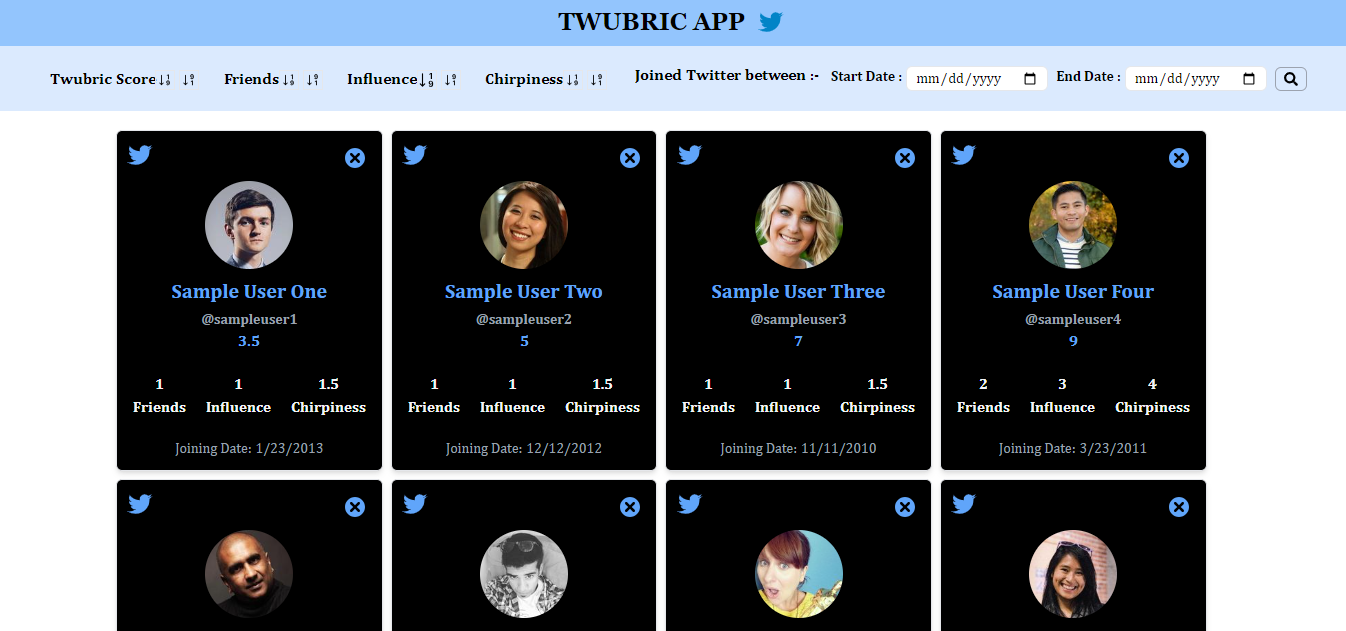 TWUBRIC APP
Twubric Score Friends Influence Chirpiness Joined Twitter between :- Start Date : mm/dd/yyyy End Date : mm/dd/yyyy
Sample User One
@sampleuser1
3.5
1 1 1.5
Friends Influence Chirpiness
Joining Date: 1/23/2013
Sample User Two
@sampleuser2
5
1 1 1.5
Friends Influence Chirpiness
Joining Date: 12/12/2012
Sample User Three
@sampleuser3
7
1 1 1.5
Friends Influence Chirpiness
Joining Date: 11/11/2010
Sample User Four
@sampleuser4
9
2 3 4
Friends Influence Chirpiness
Joining Date: 3/23/2011